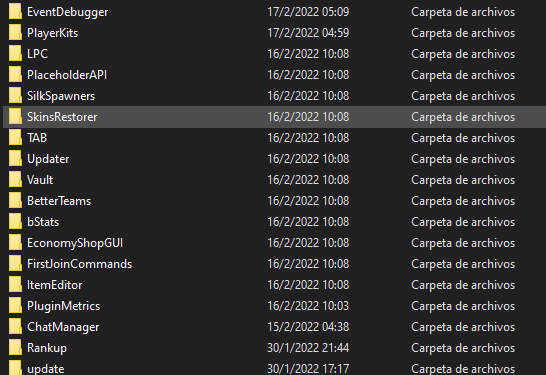 EventDebugger 17/2/2022 05:09 Carpeta de archivos
PlayerKits 17/2/2022 04:59 Carpeta de archivos
LPC 16/2/2022 10:08 Carpeta de archivos
PlaceholderAPI 16/2/2022 10:08 Carpeta de archivos
SilkSpawners 16/2/2022 10:08 Carpeta de archivos
SkinsRestorer 16/2/2022 10:08 Carpeta de archivos
TAB 16/2/2022 10:08 Carpeta de archivos
Updater 16/2/2022 10:08 Carpeta de archivos
Vault 16/2/2022 10:08 Carpeta de archivos
BetterTeams 16/2/2022 10:08 Carpeta de archivos
bStats 16/2/2022 10:08 Carpeta de archivos
EconomyShopGUI 16/2/2022 10:08 Carpeta de archivos
FirstJoinCommands 16/2/2022 10:08 Carpeta de archivos
ItemEditor 16/2/2022 10:08 Carpeta de archivos
PluginMetrics 16/2/2022 10:03 Carpeta de archivos
ChatManager 15/2/2022 04:38 Carpeta de archivos
Rankup 30/1/2022 21:44 Carpeta de archivos
update 30/1/2022 17:17 Carpeta de archivos